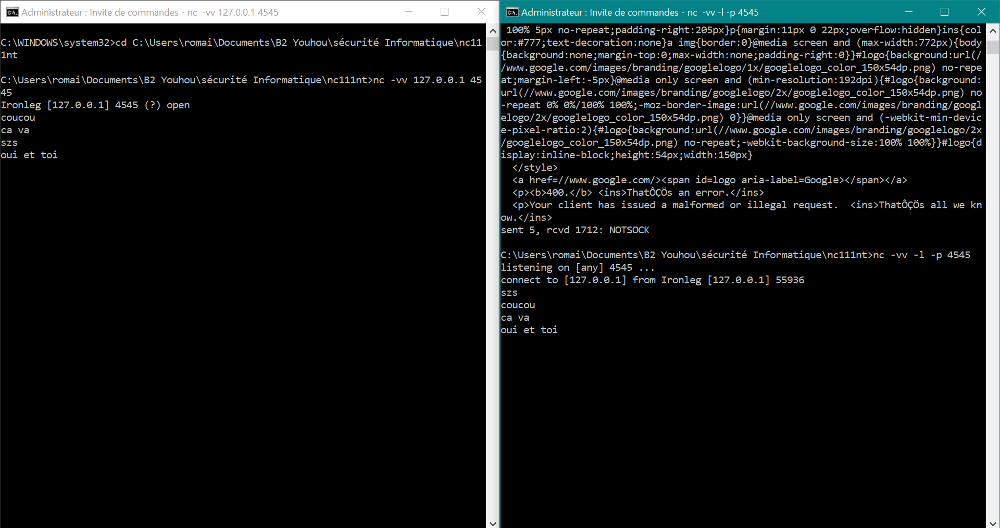 Administrateur : Invite de commandes - nc  -vv 127.0.0.1 4545
C:\WINDOWS\system32>cd C:\Users\romai\Documents\B2 Youhou\sécurité Informatique\nc11
1nt
C:\Users\romai\Documents\B2 Youhou\sécurité Informatique\nc111nt>nc -vv 127.0.0.1 45
45
Ironleg [127.0.0.1] 4545 (?) open
coucou
ca va
szs
oui et toi
Administrateur : Invite de commandes - nc  -vv -l -p 4545
 100% 5px no-repeat;padding-right:205px}p{margin:11px 0 22px;overflow:hidden}ins{col
or:#777;text-decoration:none}a img{border:0}@media screen and (max-width:772px){body
{background:none;margin-top:0;max-width:none;padding-right:0}}#logo{background:url(/
/www.google.com/images/branding/googlelogo/1x/googlelogo_color_150x54dp.png) no-repe
at;margin-left:-5px}@media only screen and (min-resolution:192dpi){#logo{background:
url(//www.google.com/images/branding/googlelogo/2x/googlelogo_color_150x54dp.png) no
-repeat 0% 0%/100% 100%;-moz-border-image:url(//www.google.com/images/branding/googl
elogo/2x/googlelogo_color_150x54dp.png) 0}}@media only screen and (-webkit-min-devic
e-pixel-ratio:2){#logo{background:url(//www.google.com/images/branding/googlelogo/2x
/googlelogo_color_150x54dp.png) no-repeat;-webkit-background-size:100% 100%}}#logo{d
isplay:inline-block;height:54px;width:150px}
  </style>
  <a href=//www.google.com/><span id=logo aria-label=Google></span></a>
  <p><b>400.</b> <ins>ThatÔÇÖs an error.</ins>
  <p>Your client has issued a malformed or illegal request.  <ins>ThatÔÇÖs all we kn
ow.</ins>
sent 5, rcvd 1712: NOTSOCK
C:\Users\romai\Documents\B2 Youhou\sécurité Informatique\nc111nt>nc -vv -l -p 4545
listening on [any] 4545 ...
connect to [127.0.0.1] from Ironleg [127.0.0.1] 55936
szs
coucou
ca va
oui et toi